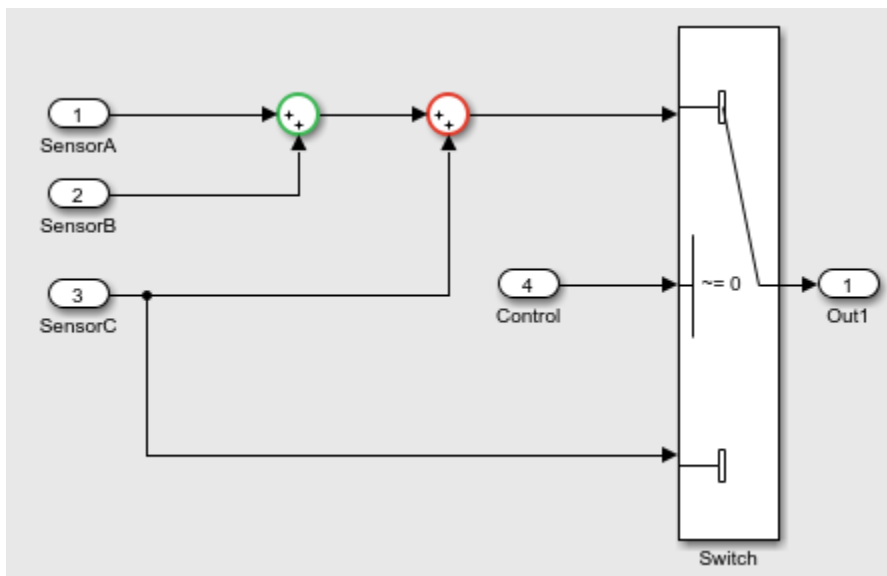 1
SensorA
+
+
+
+
2
SensorB
3
SensorC
4
Control
~= 0
1
Out1
Switch